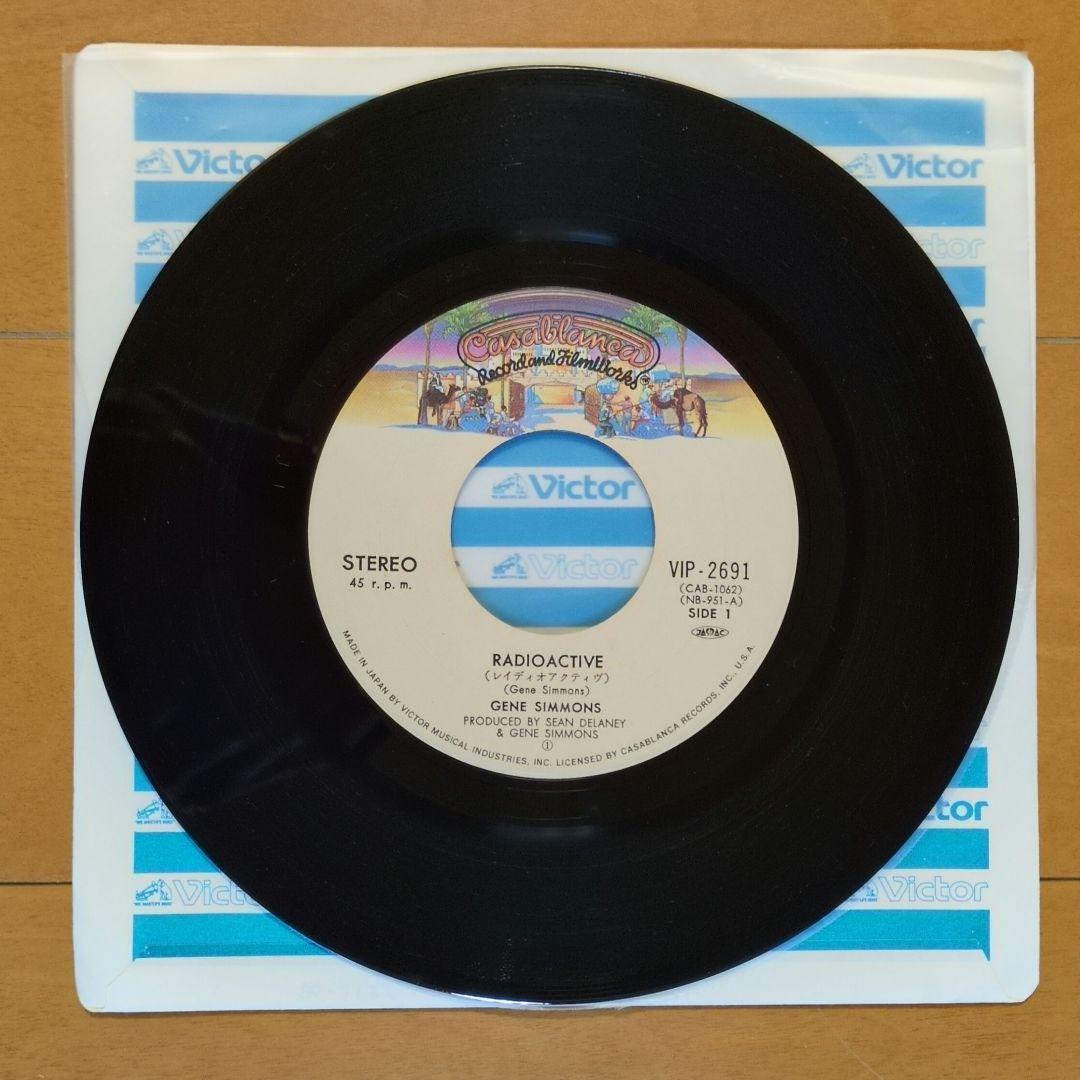 Victor
Victor
Victor
Casablanca
Record and FilmWorks
Victor
Victor
STEREO
45 r.p.m.
VIP-2691
(CAB-1062)
(NB-951-A)
SIDE 1
JASRAC
RADIOACTIVE
(レイディオアクティヴ)
(Gene Simmons)
GENE SIMMONS
PRODUCED BY SEAN DELANEY
& GENE SIMMONS
①
MADE IN JAPAN BY VICTOR MUSICAL INDUSTRIES, INC. LICENSED BY CASABLANCA RECORDS, INC., U.S.A.
Victor